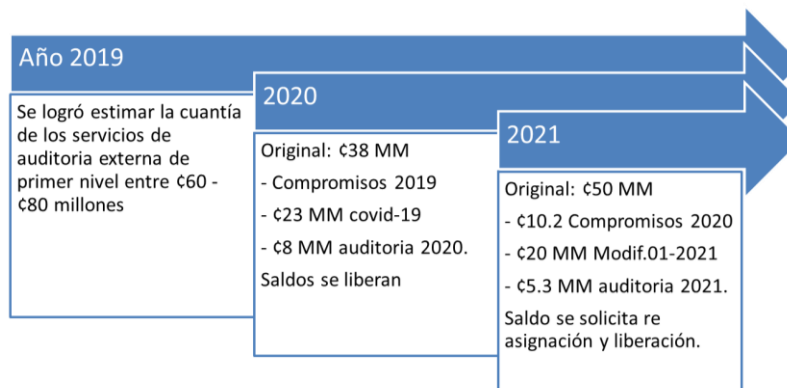 Año 2019
Se logró estimar la cuantía
de los servicios de
auditoria externa de
primer nivel entre ¢60 -
¢80 millones
2020
Original: ¢38 MM
- Compromisos 2019
- ¢23 MM covid-19
- ¢8 MM auditoria 2020.
Saldos se liberan
2021
Original: ¢50 MM
- ¢10.2 Compromisos 2020
- ¢20 MM Modif.01-2021
- ¢5.3 MM auditoria 2021.
Saldo se solicita re
asignación y liberación.